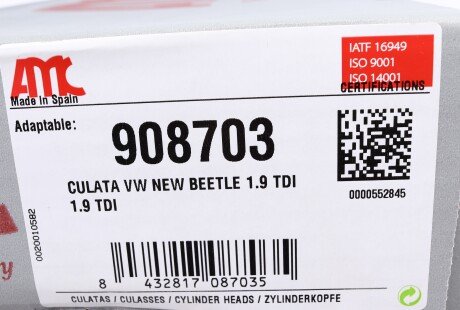 AMC
Made in Spain
IATF 16949
ISO 9001
ISO 14001
CERTIFICATIONS
Adaptable:
908703
CULATA VW NEW BEETLE 1.9 TDI
1.9 TDI
0000552845
0020010582
8 432817 087035
CULATAS / CULASSES / CYLINDER HEADS / ZYLINDERKOPFE